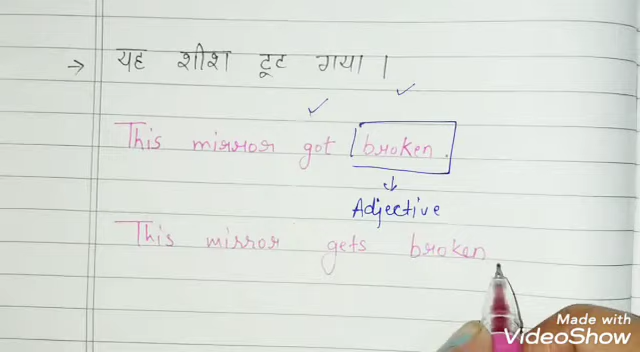 → यह शीश टूट गया ।
This mirror got broken.
Adjective
This mirror gets broken
Made with
VideoShow